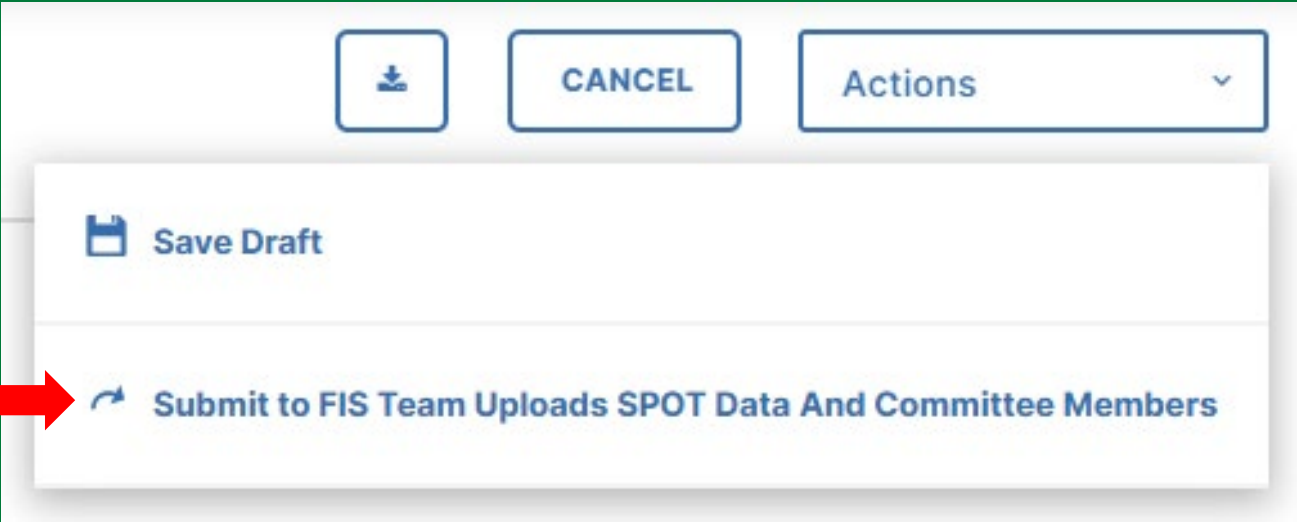 CANCEL
Actions
Save Draft
Submit to FIS Team Uploads SPOT Data And Committee Members